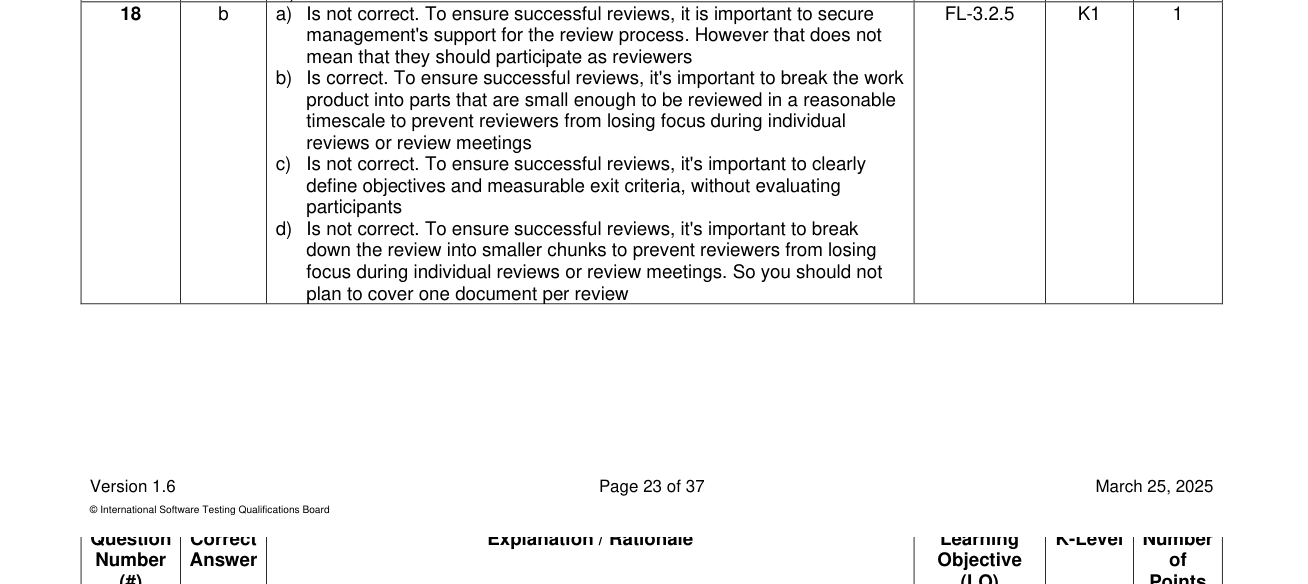 18 b a) Is not correct. To ensure successful reviews, it is important to secure FL-3.2.5 K1 1
management's support for the review process. However that does not
mean that they should participate as reviewers
b) Is correct. To ensure successful reviews, it's important to break the work
product into parts that are small enough to be reviewed in a reasonable
timescale to prevent reviewers from losing focus during individual
reviews or review meetings
c) Is not correct. To ensure successful reviews, it's important to clearly
define objectives and measurable exit criteria, without evaluating
participants
d) Is not correct. To ensure successful reviews, it's important to break
down the review into smaller chunks to prevent reviewers from losing
focus during individual reviews or review meetings. So you should not
plan to cover one document per review
Version 1.6 Page 23 of 37 March 25, 2025
© International Software Testing Qualifications Board
Question Correct Explanation / Rationale Learning K-Level Number
Number Answer Objective of
(#) (LO) Points